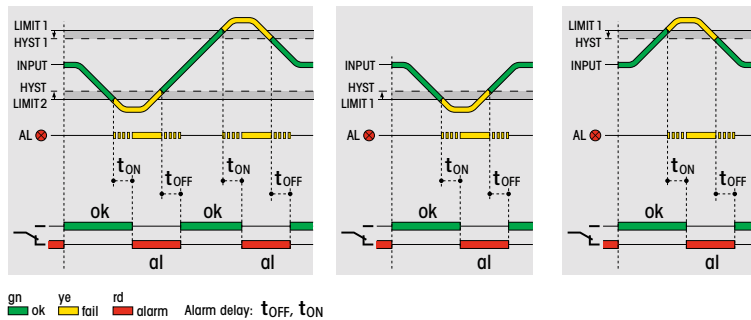 LIMIT 1
HYST 1
INPUT
HYST
LIMIT2
AL
tON
tOFF
tON
tOFF
ok
ok
al
al
INPUT
HYST
LIMIT 1
AL
tON
tOFF
ok
al
LIMIT 1
HYST
INPUT
AL
tON
tOFF
ok
al
gn ok
ye fail
rd alarm
Alarm delay: tOFF, tON